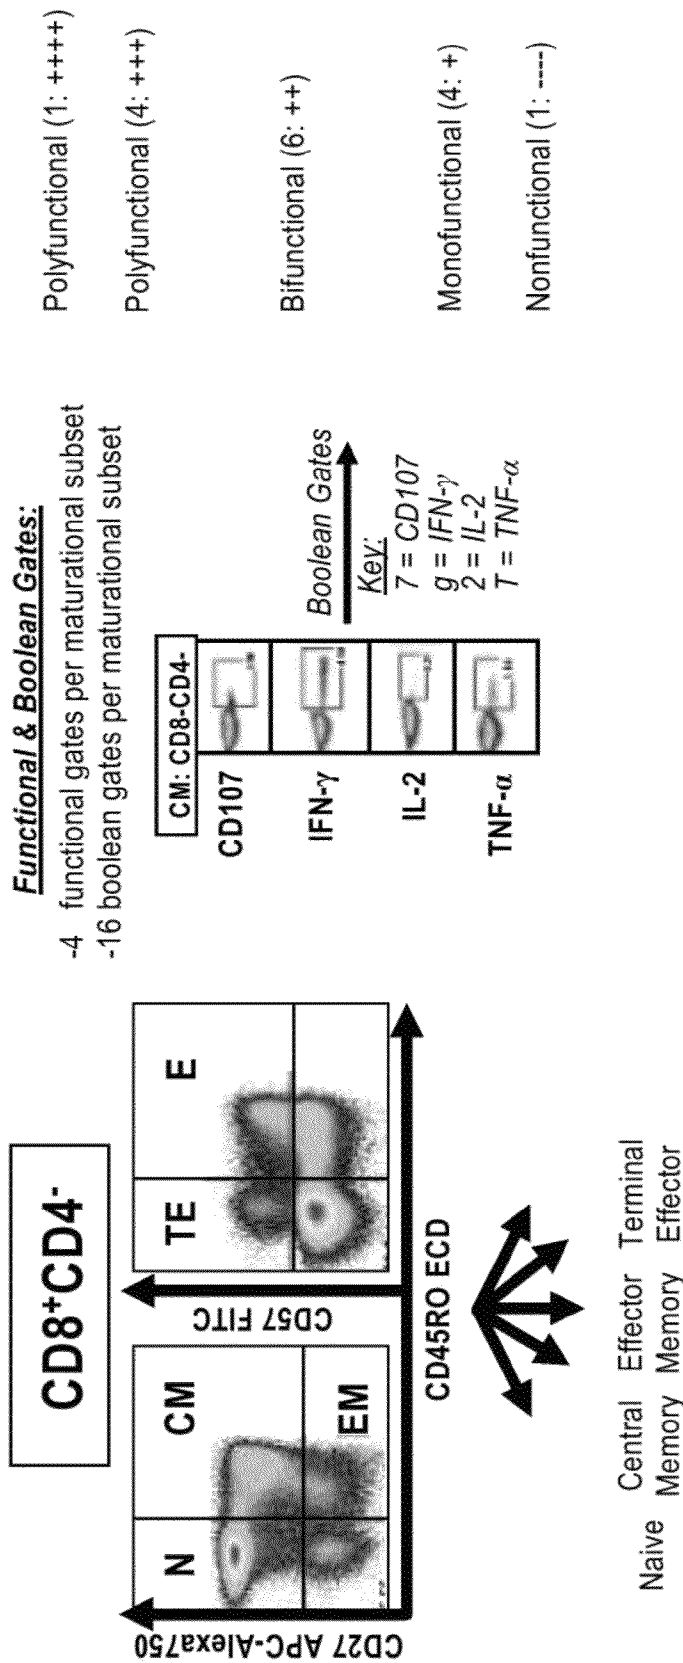 CD8+CD4-
N
CM
EM
CD27 APC-Alexa750
TE
E
CD57 FITC
CD45RO ECD
Naive
Central Memory
Effector Memory
Terminal Effector
Functional & Boolean Gates:
-4 functional gates per maturational subset
-16 boolean gates per maturational subset
CM: CD8-CD4-
CD107
IFN-γ
IL-2
TNF-α
Boolean Gates
Key:
7 = CD107
g = IFN-γ
2 = IL-2
T = TNF-α
Polyfunctional (1: ++++)
Polyfunctional (4: +++)
Bifunctional (6: ++)
Monofunctional (4: +)
Nonfunctional (1: ----)